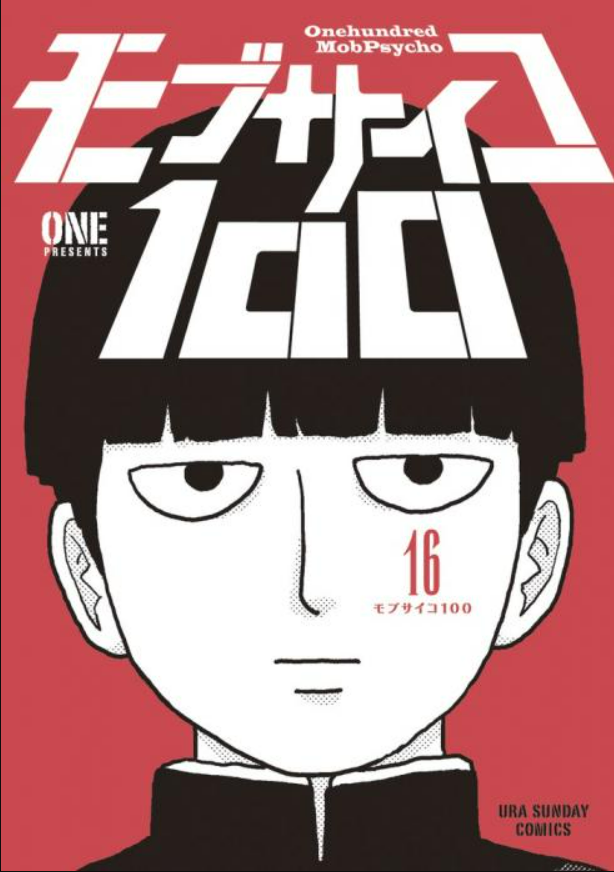 Onehundred
MobPsycho
モブサイコ
100
ONE
PRESENTS
16
モブサイコ100
URA SUNDAY
COMICS